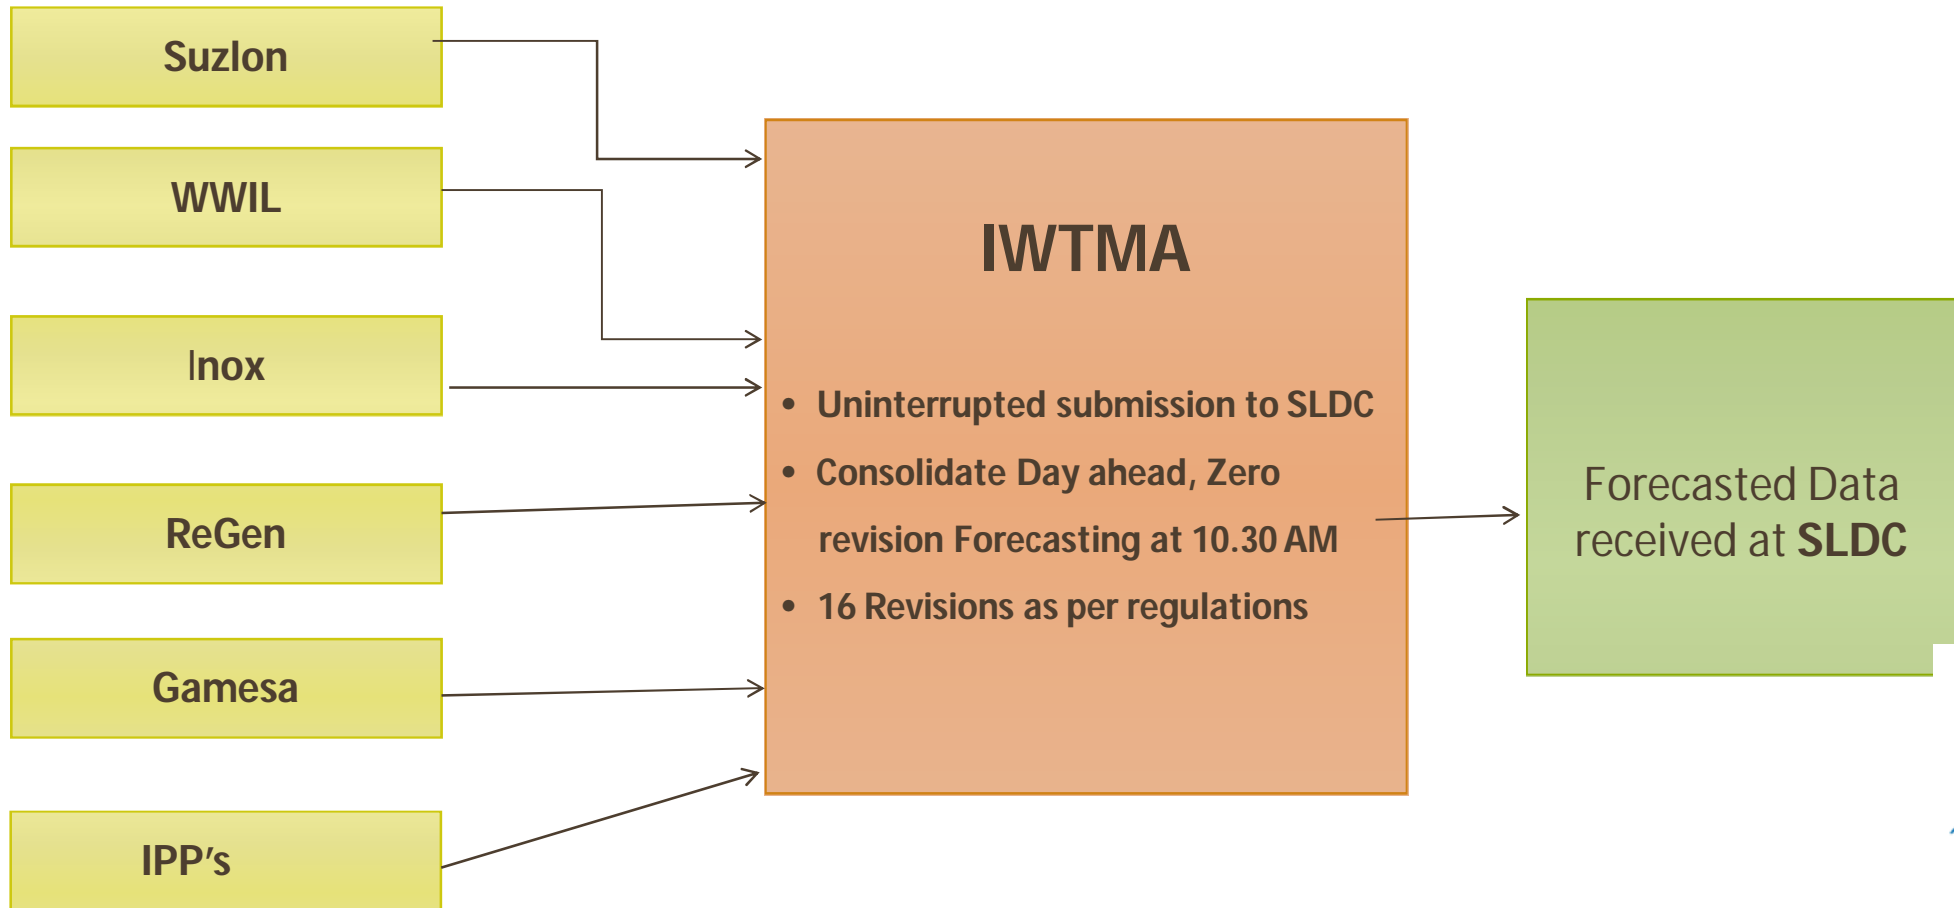 Suzlon
WWIL
Inox
ReGen
Gamesa
IPP's
IWTMA
• Uninterrupted submission to SLDC
• Consolidate Day ahead, Zero
revision Forecasting at 10.30 AM
• 16 Revisions as per regulations
Forecasted Data
received at SLDC